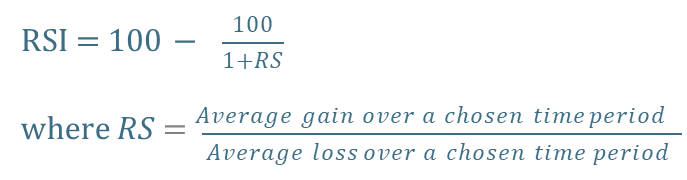 RSI = 100 − 100/1+RS
where RS = Average gain over a chosen time period/Average loss over a chosen time period